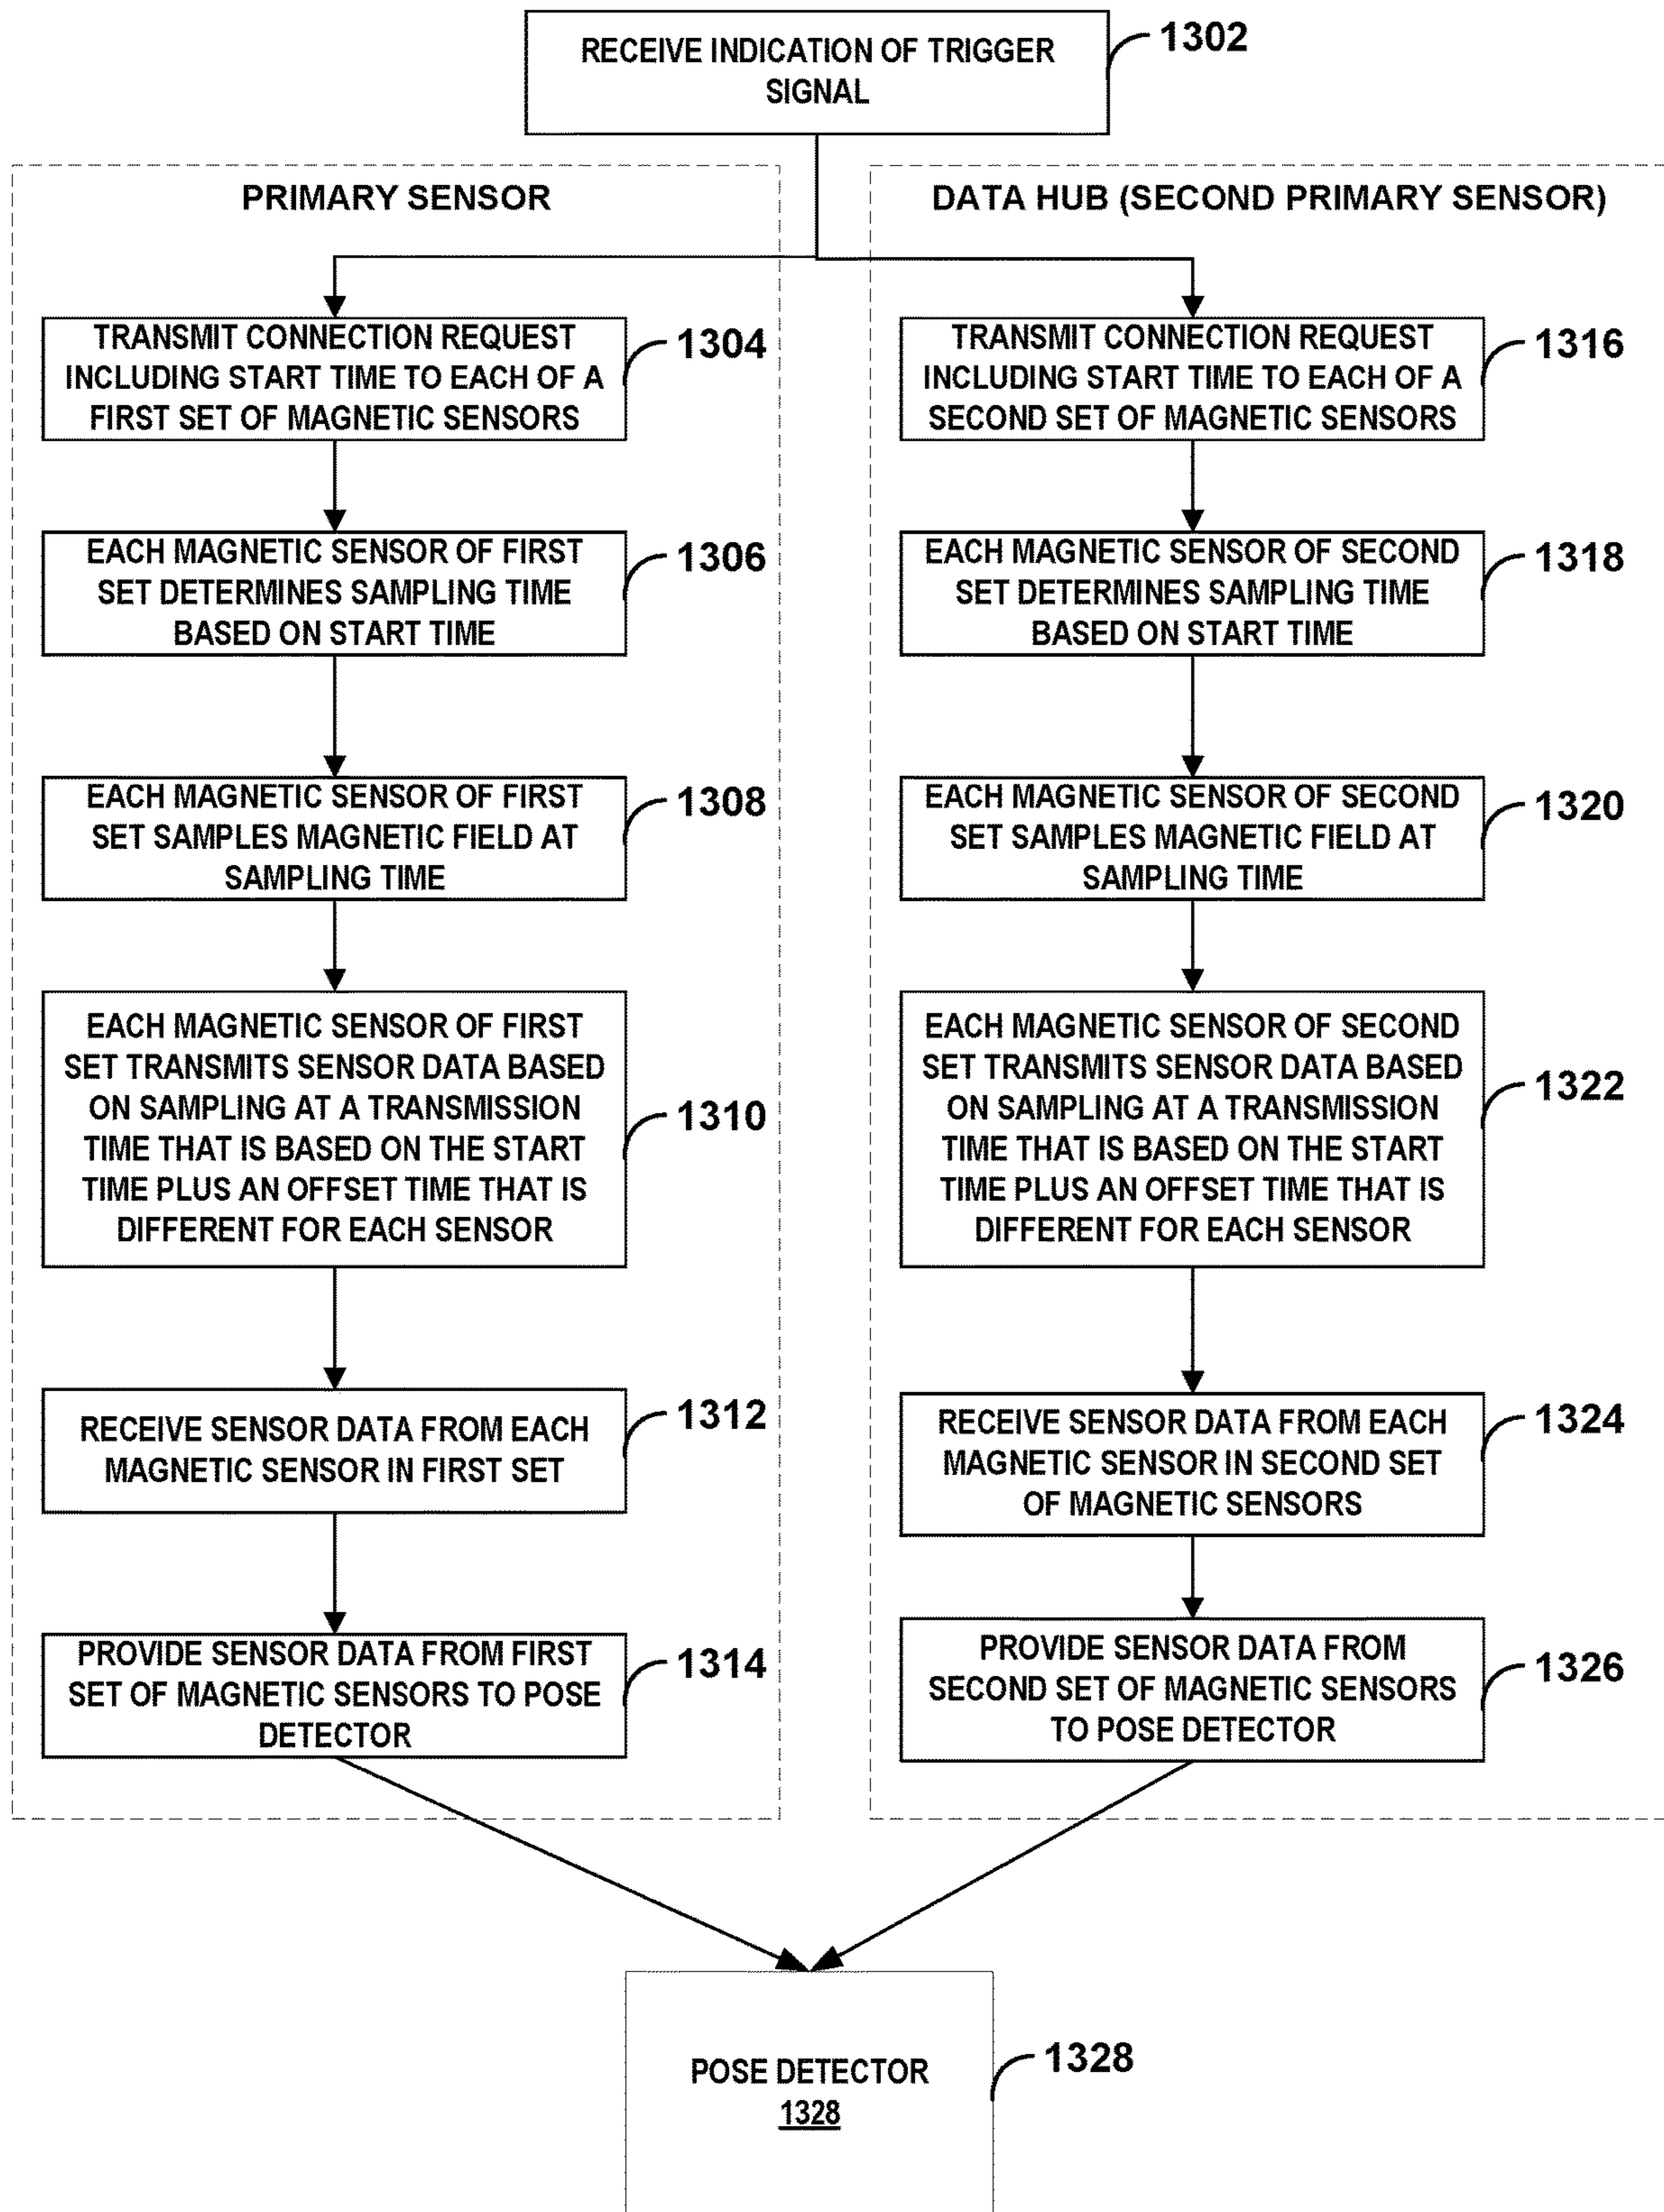 RECEIVE INDICATION OF TRIGGER
SIGNAL
1302
PRIMARY SENSOR
TRANSMIT CONNECTION REQUEST
INCLUDING START TIME TO EACH OF A
FIRST SET OF MAGNETIC SENSORS
1304
EACH MAGNETIC SENSOR OF FIRST
SET DETERMINES SAMPLING TIME
BASED ON START TIME
1306
EACH MAGNETIC SENSOR OF FIRST
SET SAMPLES MAGNETIC FIELD AT
SAMPLING TIME
1308
EACH MAGNETIC SENSOR OF FIRST
SET TRANSMITS SENSOR DATA BASED
ON SAMPLING AT A TRANSMISSION
TIME THAT IS BASED ON THE START
TIME PLUS AN OFFSET TIME THAT IS
DIFFERENT FOR EACH SENSOR
1310
RECEIVE SENSOR DATA FROM EACH
MAGNETIC SENSOR IN FIRST SET
1312
PROVIDE SENSOR DATA FROM FIRST
SET OF MAGNETIC SENSORS TO POSE
DETECTOR
1314
DATA HUB (SECOND PRIMARY SENSOR)
TRANSMIT CONNECTION REQUEST
INCLUDING START TIME TO EACH OF A
SECOND SET OF MAGNETIC SENSORS
1316
EACH MAGNETIC SENSOR OF SECOND
SET DETERMINES SAMPLING TIME
BASED ON START TIME
1318
EACH MAGNETIC SENSOR OF SECOND
SET SAMPLES MAGNETIC FIELD AT
SAMPLING TIME
1320
EACH MAGNETIC SENSOR OF SECOND
SET TRANSMITS SENSOR DATA BASED
ON SAMPLING AT A TRANSMISSION
TIME THAT IS BASED ON THE START
TIME PLUS AN OFFSET TIME THAT IS
DIFFERENT FOR EACH SENSOR
1322
RECEIVE SENSOR DATA FROM EACH
MAGNETIC SENSOR IN SECOND SET
OF MAGNETIC SENSORS
1324
PROVIDE SENSOR DATA FROM
SECOND SET OF MAGNETIC SENSORS
TO POSE DETECTOR
1326
POSE DETECTOR
1328
1328